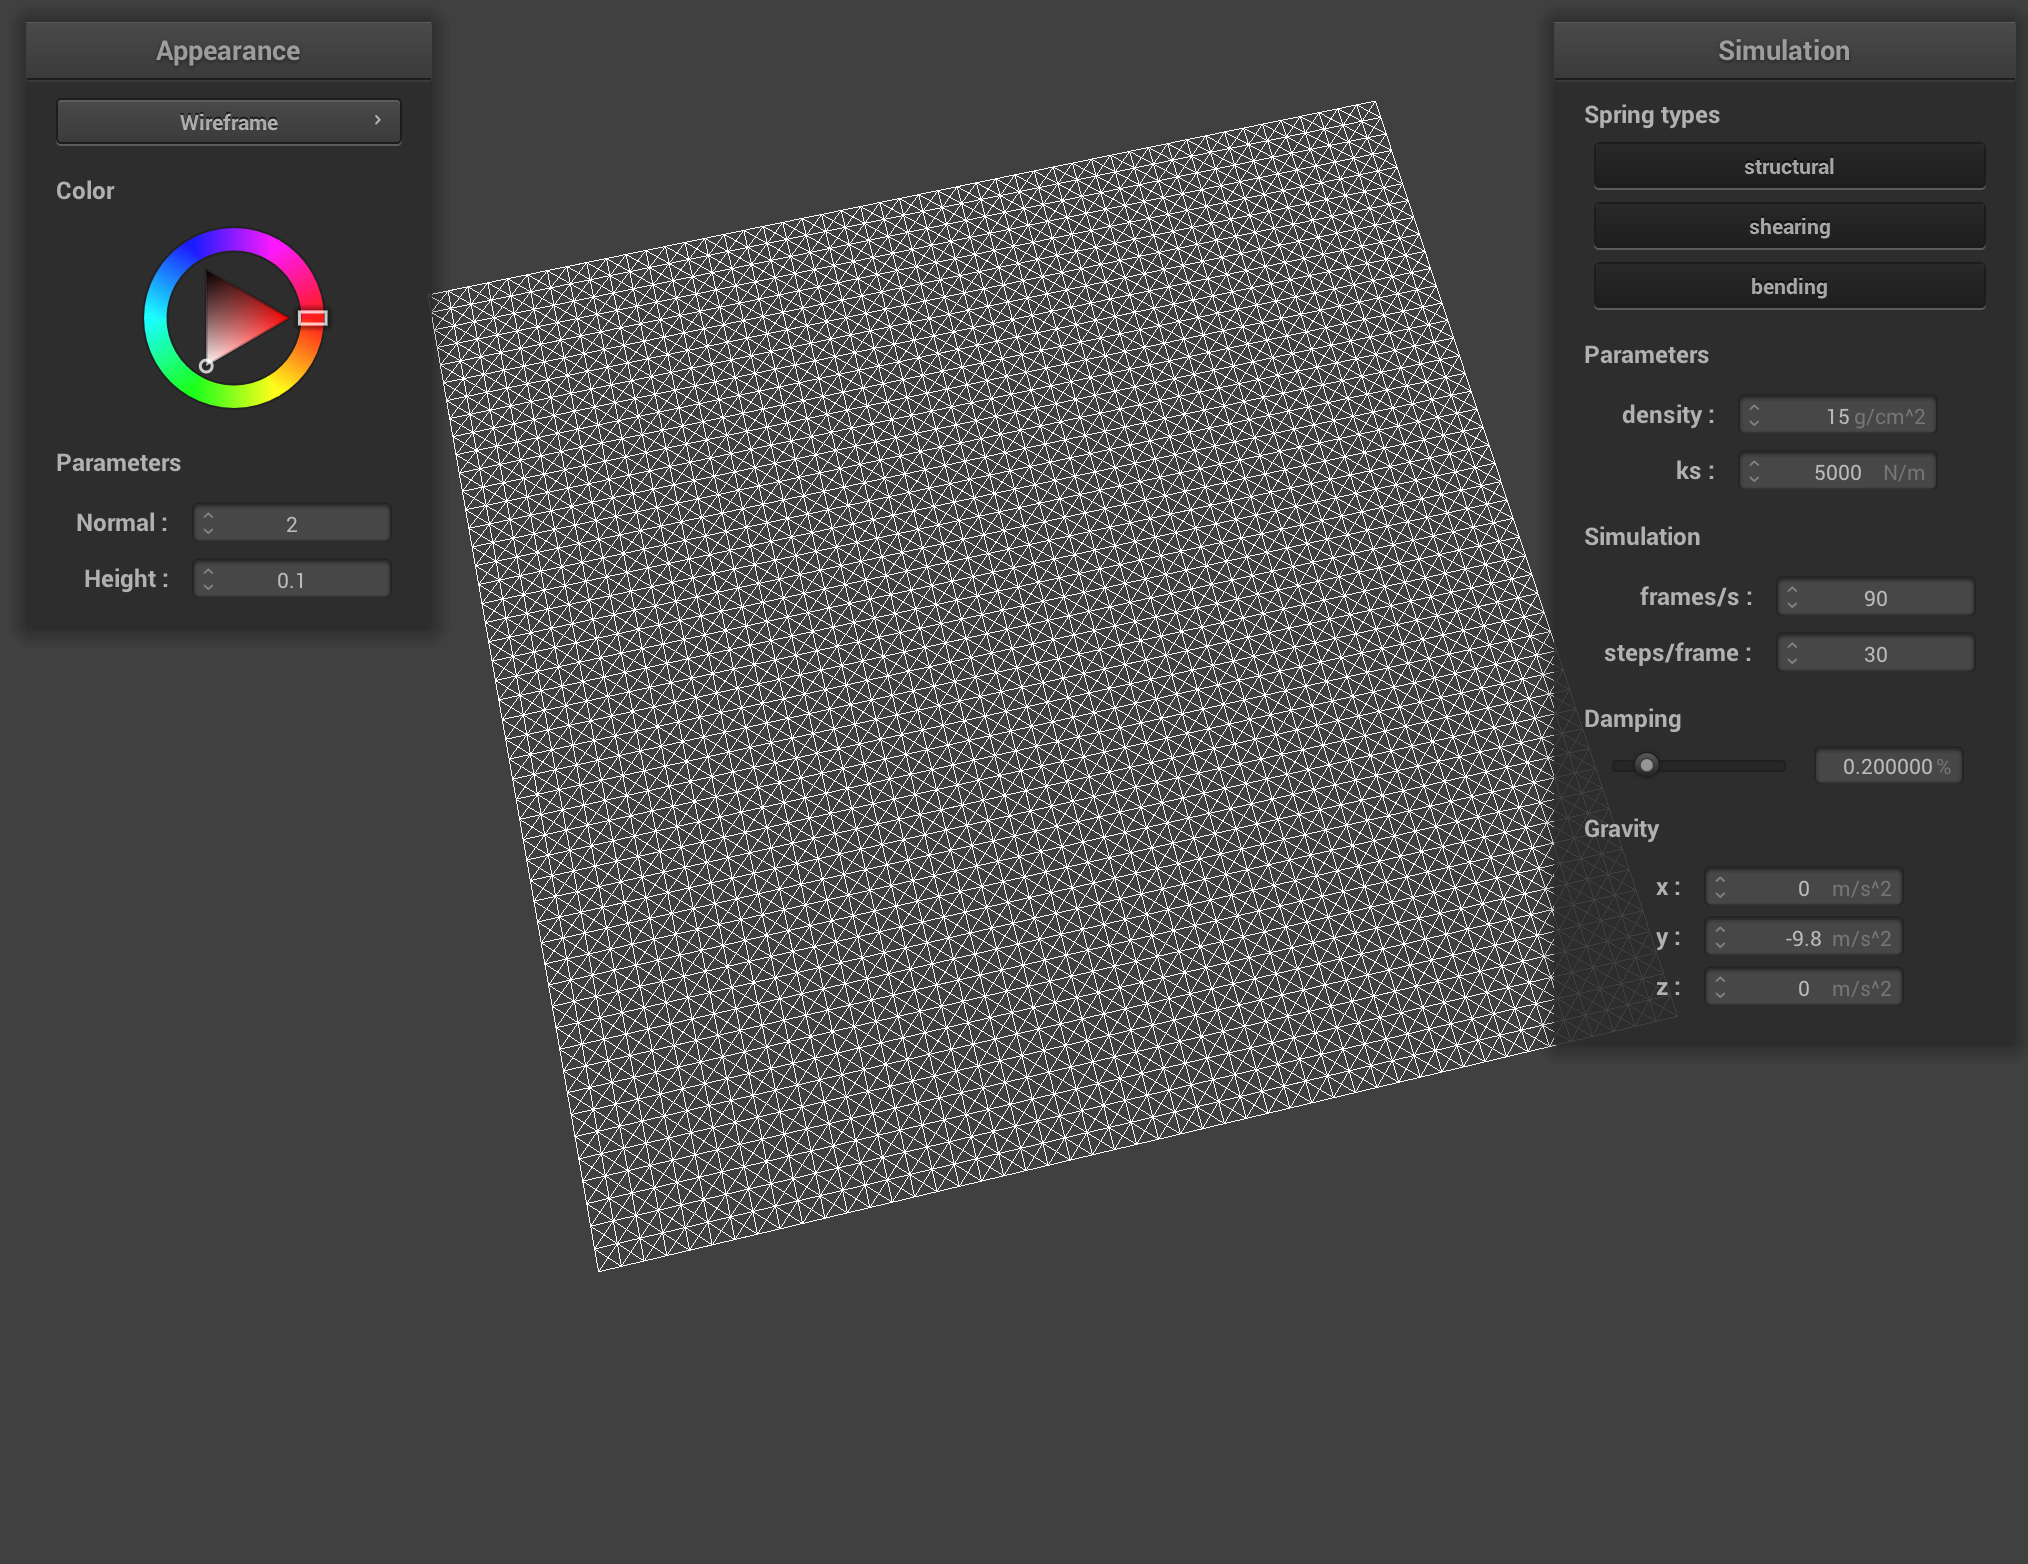 Appearance
Wireframe
Color
Parameters
Normal : 2
Height : 0.1
Simulation
Spring types
structural
shearing
bending
Parameters
density : 15 g/cm^2
ks : 5000 N/m
Simulation
frames/s : 90
steps/frame : 30
Damping
0.200000 %
Gravity
x : 0 m/s^2
y : -9.8 m/s^2
z : 0 m/s^2